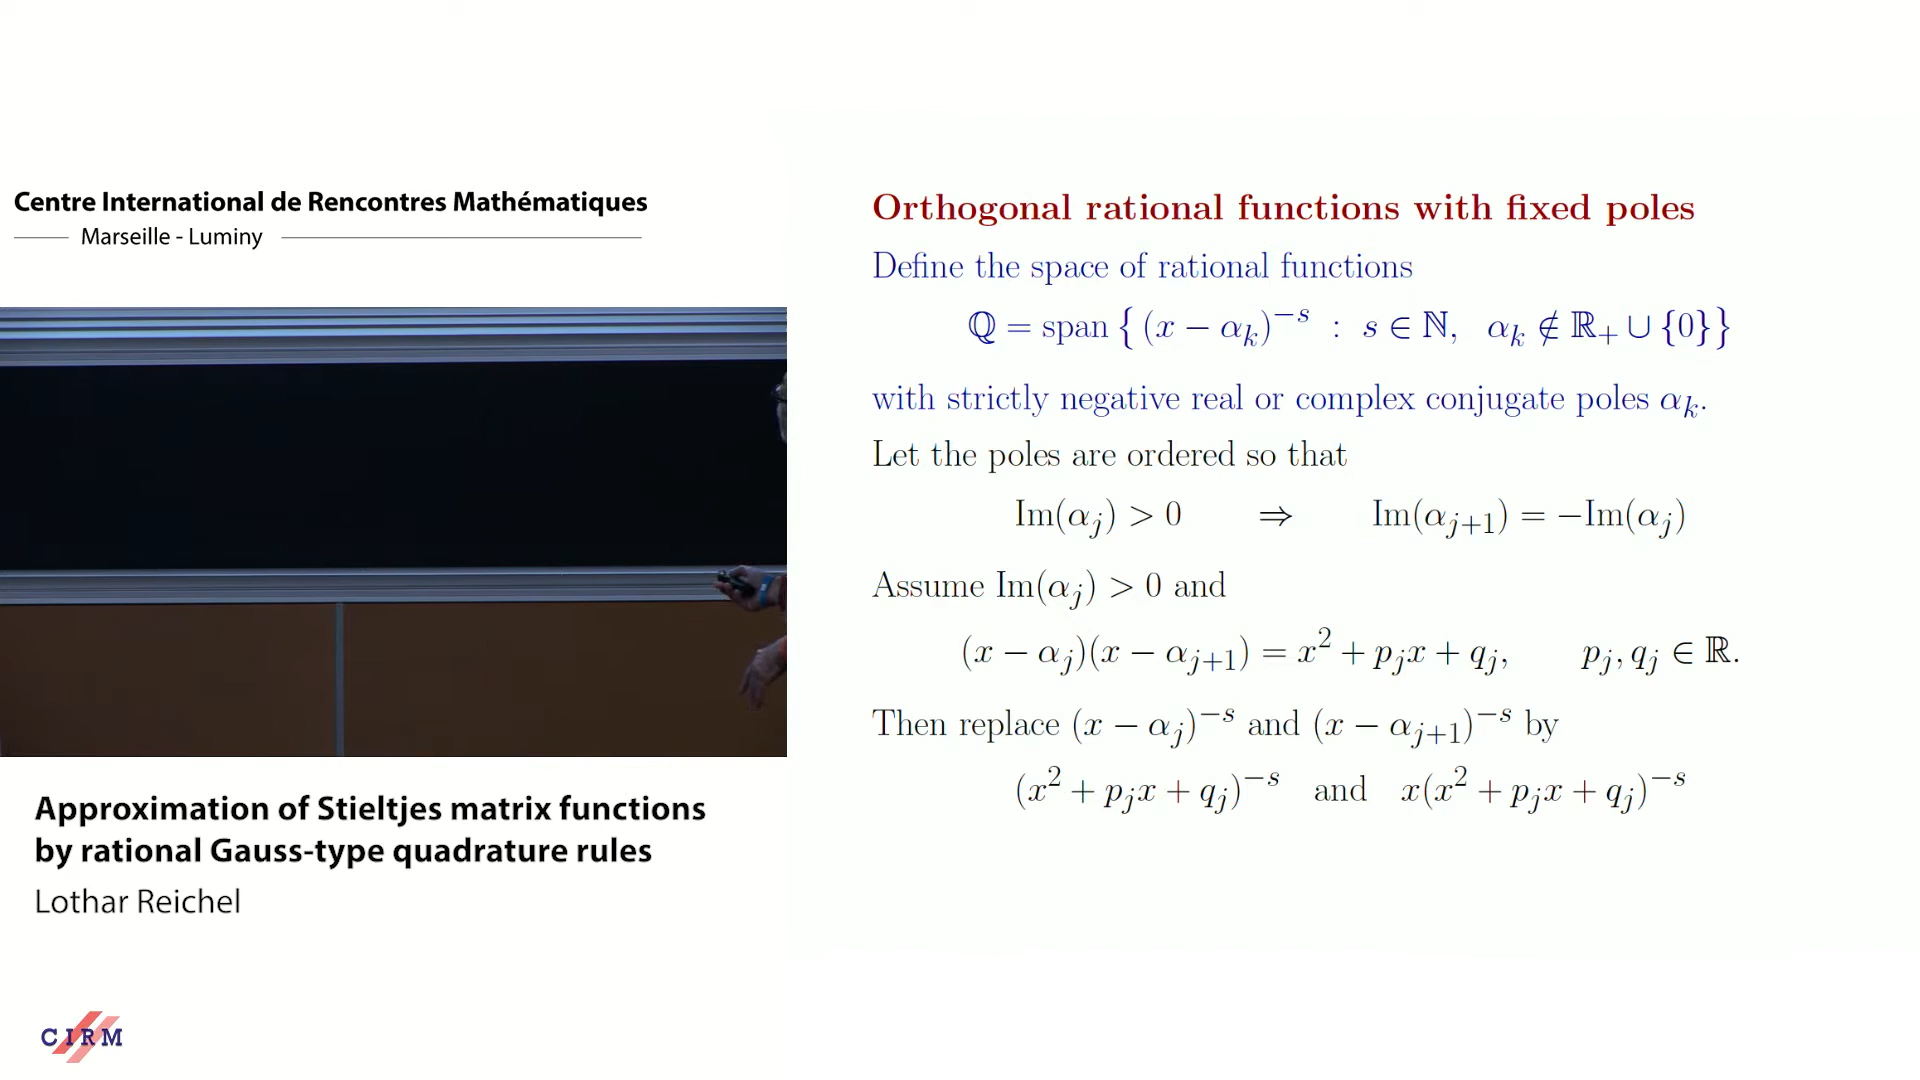 Centre International de Rencontres Mathématiques
Marseille - Luminy
Approximation of Stieltjes matrix functions
by rational Gauss-type quadrature rules
Lothar Reichel
CIRM
Orthogonal rational functions with fixed poles
Define the space of rational functions
ℚ = span { (x − α_k)^{−s} : s ∈ ℕ, α_k ∉ ℝ_+ ∪ {0} }
with strictly negative real or complex conjugate poles α_k.
Let the poles are ordered so that
Im(α_j) > 0 ⇒ Im(α_{j+1}) = −Im(α_j)
Assume Im(α_j) > 0 and
(x − α_j)(x − α_{j+1}) = x² + p_j x + q_j, p_j, q_j ∈ ℝ.
Then replace (x − α_j)^{−s} and (x − α_{j+1})^{−s} by
(x² + p_j x + q_j)^{−s} and x(x² + p_j x + q_j)^{−s}